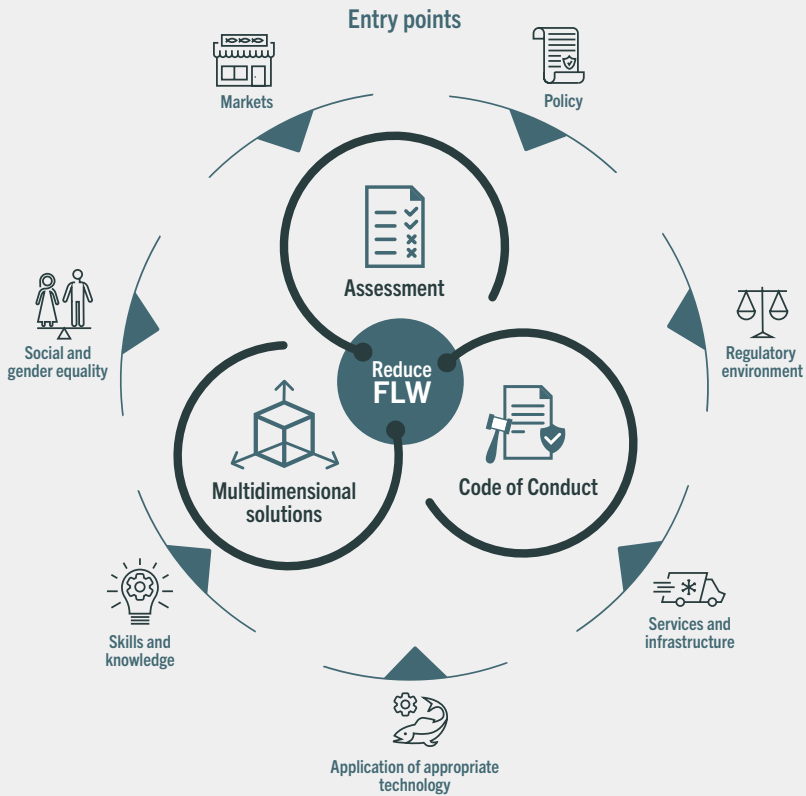 Entry points
Markets
Policy
Assessment
Social and
gender equality
Regulatory
environment
Reduce
FLW
Multidimensional
solutions
Code of Conduct
Skills and
knowledge
Services and
infrastructure
Application of appropriate
technology